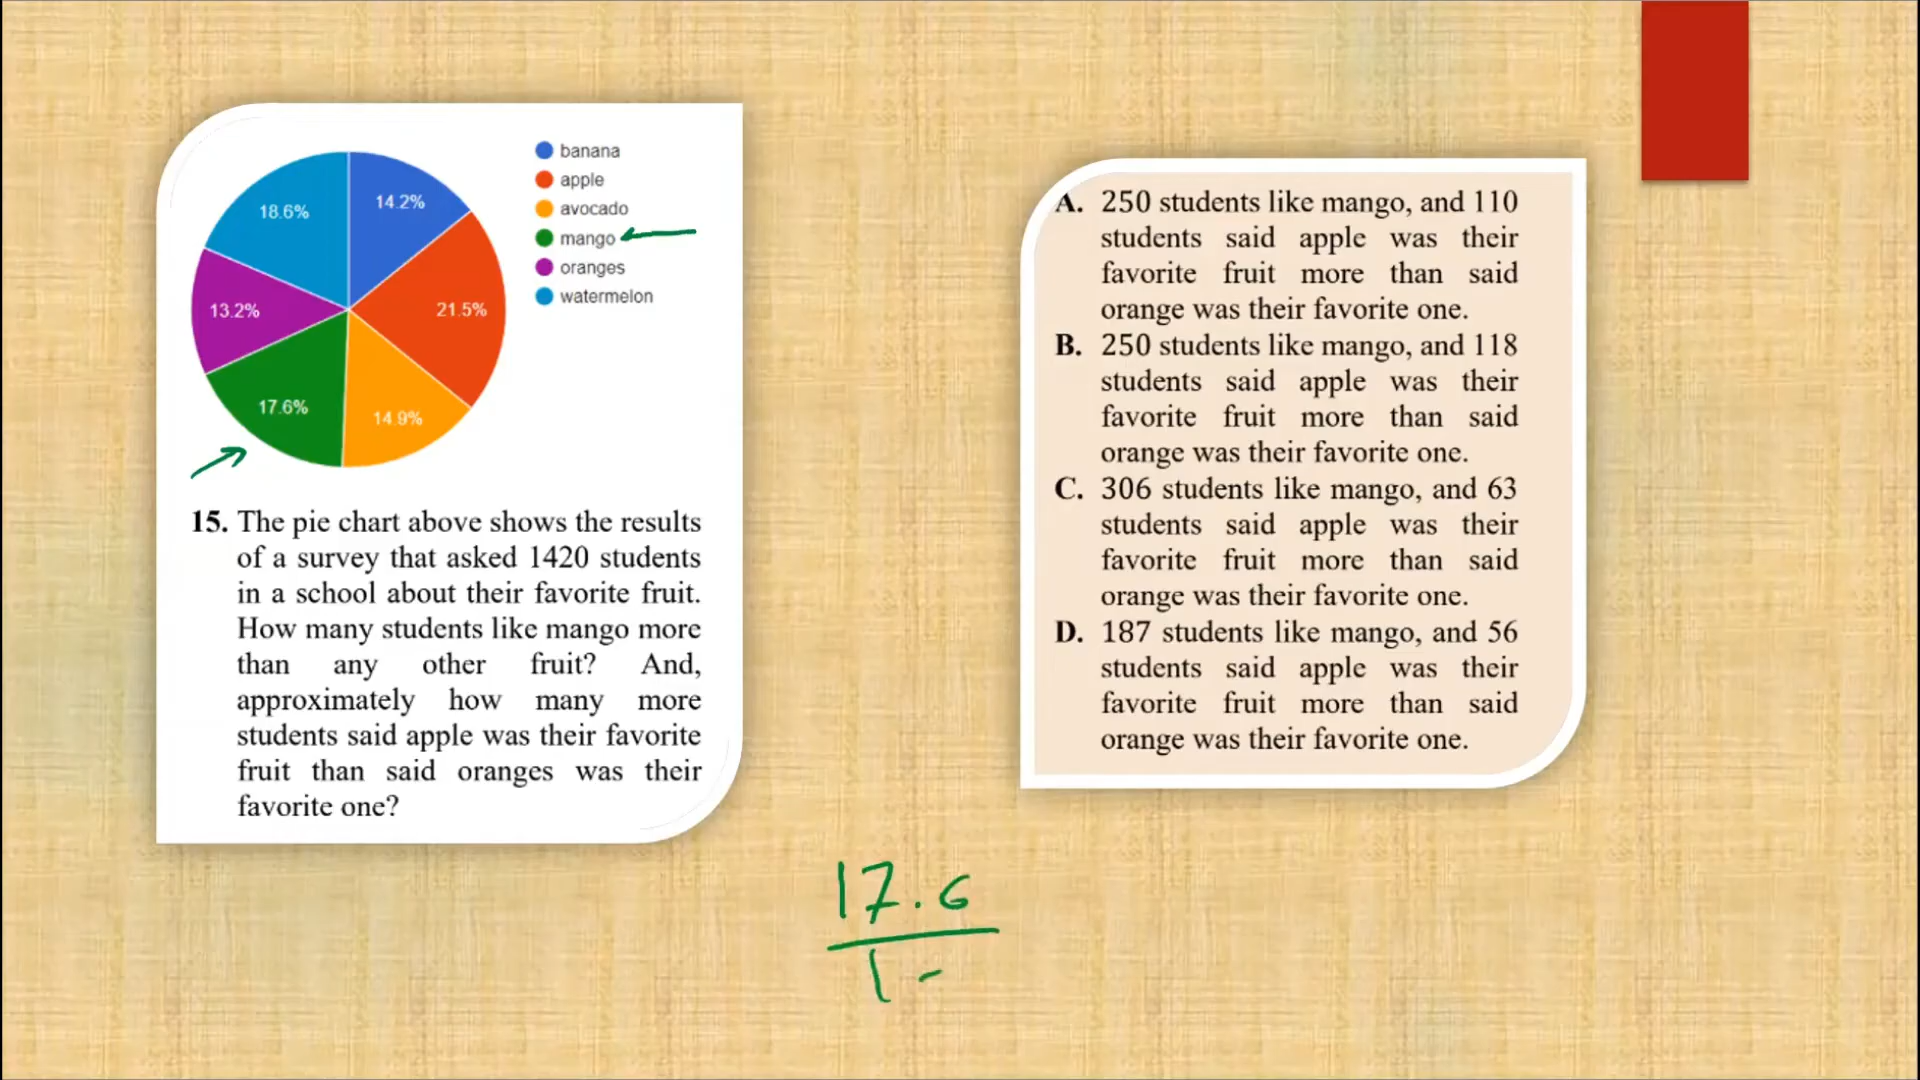 banana
apple
avocado
mango
oranges
watermelon
18.6%
14.2%
13.2%
21.5%
17.6%
14.9%
15. The pie chart above shows the results
of a survey that asked 1420 students
in a school about their favorite fruit.
How many students like mango more
than any other fruit? And,
approximately how many more
students said apple was their favorite
fruit than said oranges was their
favorite one?
A. 250 students like mango, and 110
students said apple was their
favorite fruit more than said
orange was their favorite one.
B. 250 students like mango, and 118
students said apple was their
favorite fruit more than said
orange was their favorite one.
C. 306 students like mango, and 63
students said apple was their
favorite fruit more than said
orange was their favorite one.
D. 187 students like mango, and 56
students said apple was their
favorite fruit more than said
orange was their favorite one.
17.6
1